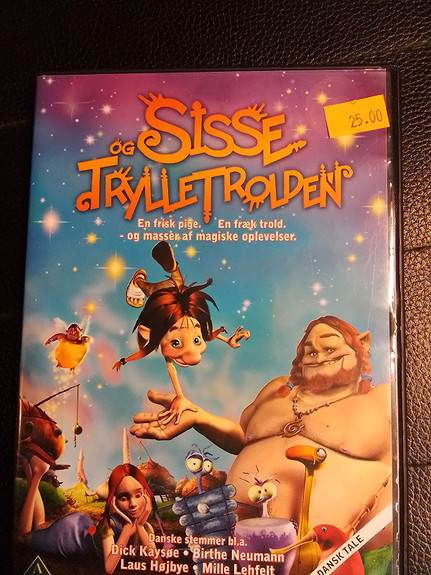 25.00
SISSE
OG
TRYLLETROLDEN
En frisk pige. En fræk trold.
- og masser af magiske oplevelser.
Danske stemmer bl.a.
Dick Kaysøe • Birthe Neumann
Laus Højbye • Mille Lehfelt
A
DANSK TALE